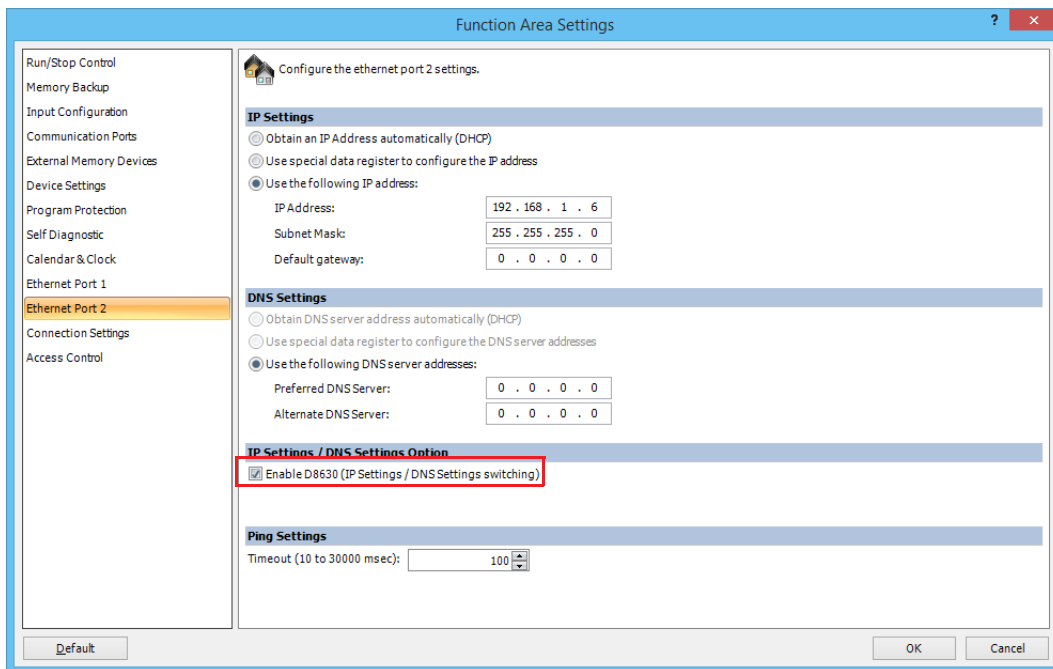 Function Area Settings
?
Run/Stop Control
Memory Backup
Input Configuration
Communication Ports
External Memory Devices
Device Settings
Program Protection
Self Diagnostic
Calendar & Clock
Ethernet Port 1
Ethernet Port 2
Connection Settings
Access Control
Configure the ethernet port 2 settings.
IP Settings
Obtain an IP Address automatically (DHCP)
Use special data register to configure the IP address
Use the following IP address:
IP Address: 192 . 168 . 1 . 6
Subnet Mask: 255 . 255 . 255 . 0
Default gateway: 0 . 0 . 0 . 0
DNS Settings
Obtain DNS server address automatically (DHCP)
Use special data register to configure the DNS server addresses
Use the following DNS server addresses:
Preferred DNS Server: 0 . 0 . 0 . 0
Alternate DNS Server: 0 . 0 . 0 . 0
IP Settings / DNS Settings Option
Enable D8630 (IP Settings / DNS Settings switching)
Ping Settings
Timeout (10 to 30000 msec): 100
Default
OK
Cancel